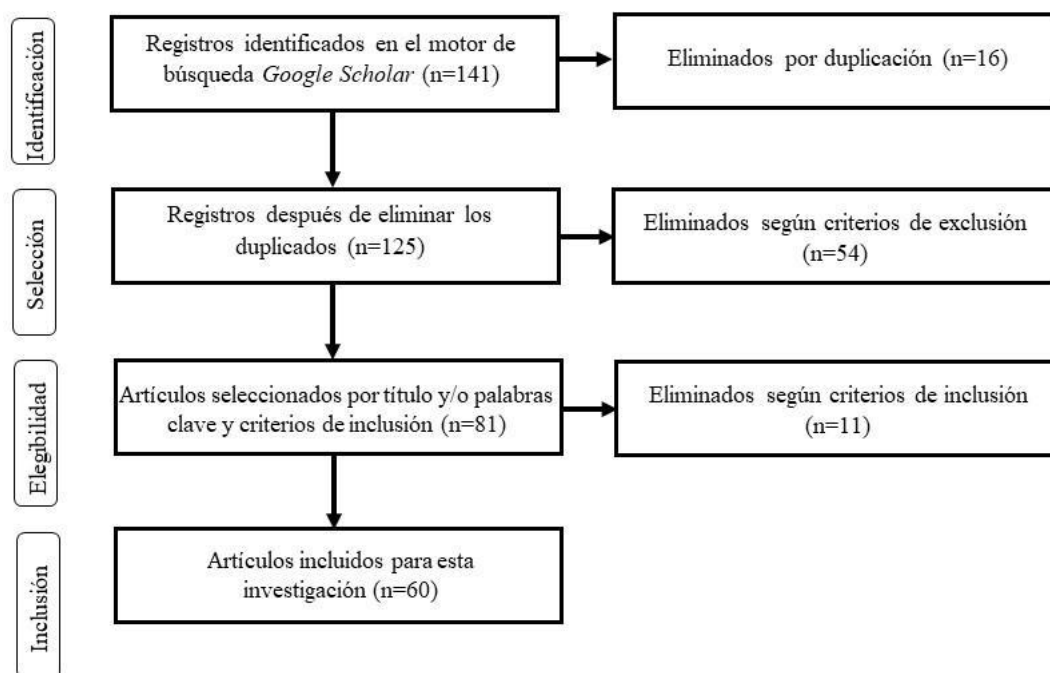 Identificación
Registros identificados en el motor de
búsqueda Google Scholar (n=141)
Eliminados por duplicación (n=16)
Selección
Registros después de eliminar los
duplicados (n=125)
Eliminados según criterios de exclusión
(n=54)
Elegibilidad
Artículos seleccionados por título y/o palabras
clave y criterios de inclusión (n=81)
Eliminados según criterios de inclusión
(n=11)
Inclusión
Artículos incluidos para esta
investigación (n=60)